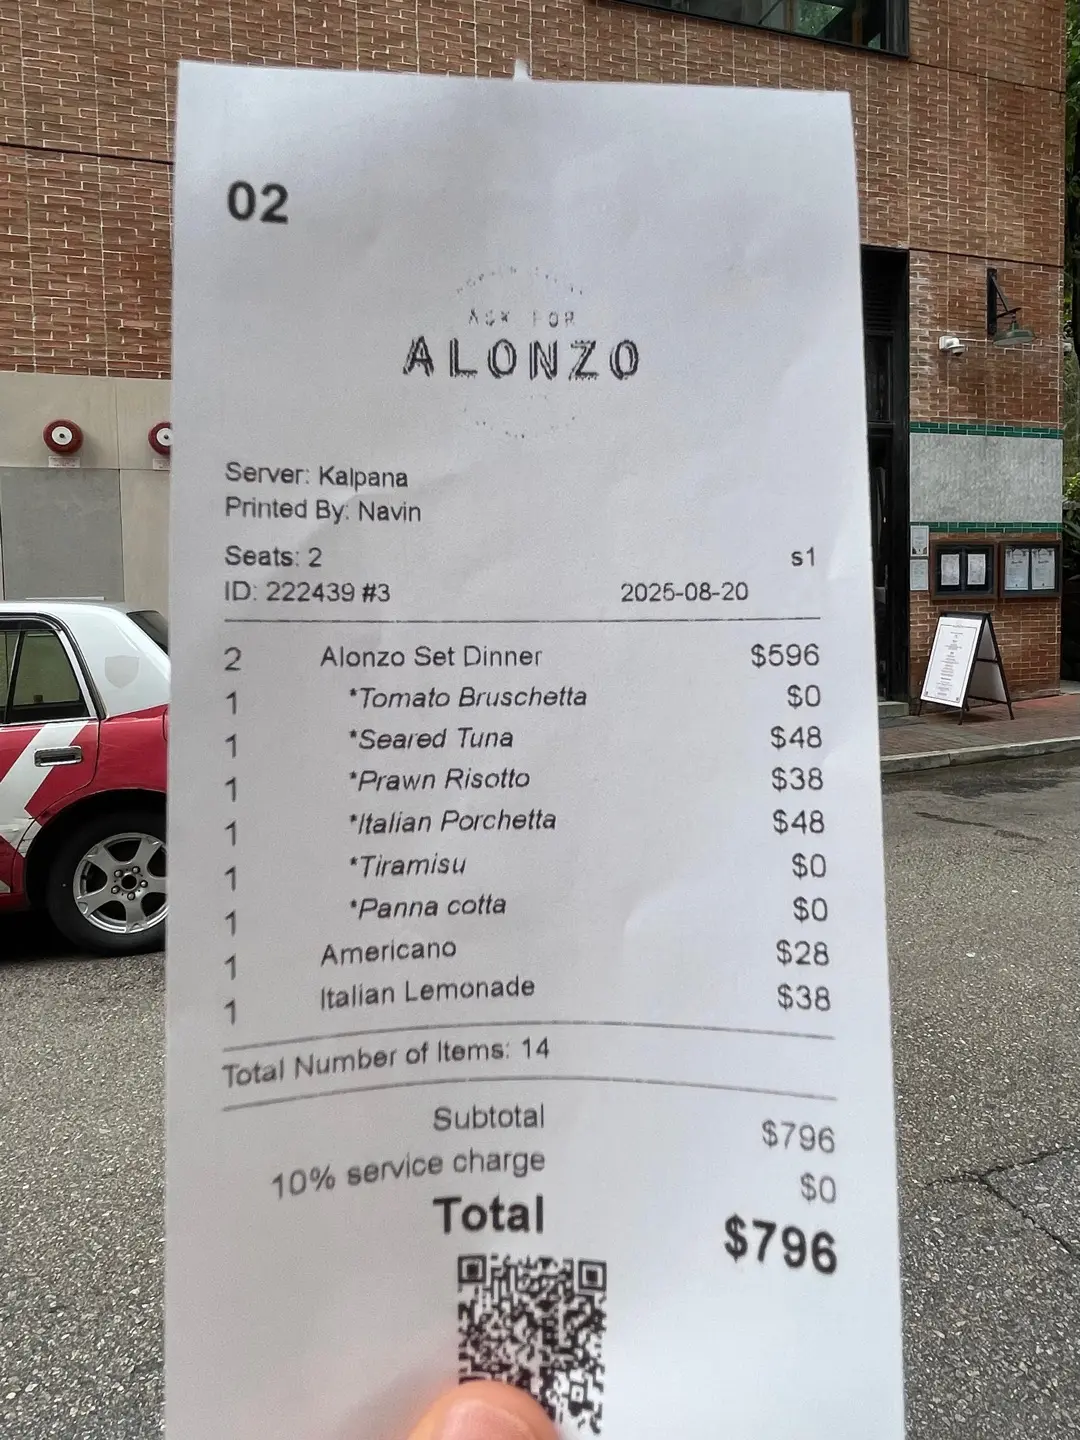 02
ASK FOR
ALONZO
Server: Kalpana
Printed By: Navin
Seats: 2 s1
ID: 222439 #3 2025-08-20
2 Alonzo Set Dinner $596
1 *Tomato Bruschetta $0
1 *Seared Tuna $48
1 *Prawn Risotto $38
1 *Italian Porchetta $48
1 *Tiramisu $0
1 *Panna cotta $0
1 Americano $28
1 Italian Lemonade $38
Total Number of Items: 14
Subtotal $796
10% service charge $0
Total $796